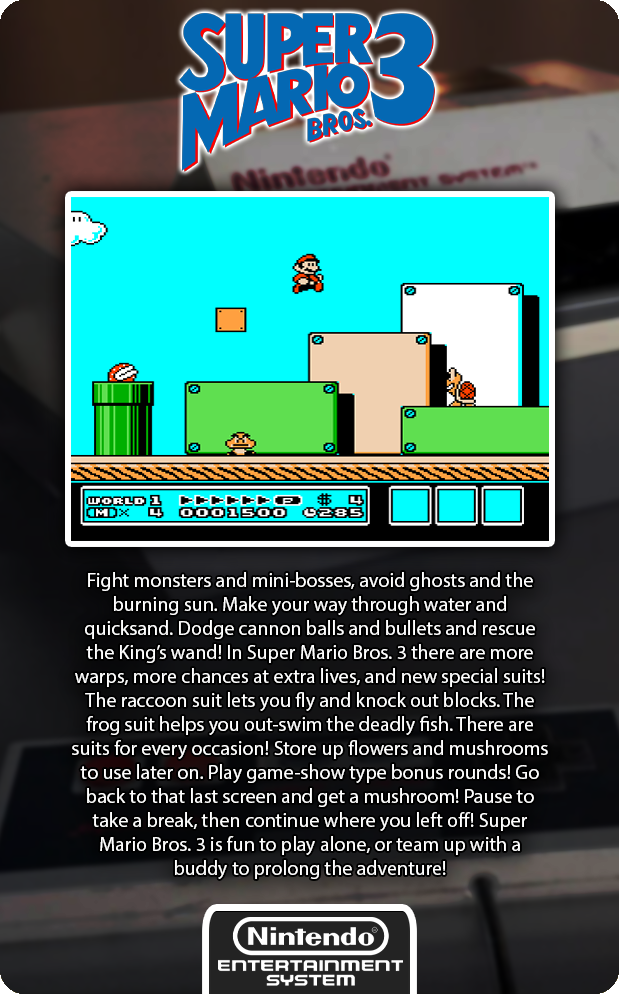 SUPER
MARIO
BROS. 3
Nintendo
ENTERTAINMENT SYSTEM™
WORLD 1 P $ 4
(M)× 4 0001500 285
Fight monsters and mini-bosses, avoid ghosts and the
burning sun. Make your way through water and
quicksand. Dodge cannon balls and bullets and rescue
the King's wand! In Super Mario Bros. 3 there are more
warps, more chances at extra lives, and new special suits!
The raccoon suit lets you fly and knock out blocks. The
frog suit helps you out-swim the deadly fish. There are
suits for every occasion! Store up flowers and mushrooms
to use later on. Play game-show type bonus rounds! Go
back to that last screen and get a mushroom! Pause to
take a break, then continue where you left off! Super
Mario Bros. 3 is fun to play alone, or team up with a
buddy to prolong the adventure!
Nintendo®
ENTERTAINMENT
SYSTEM